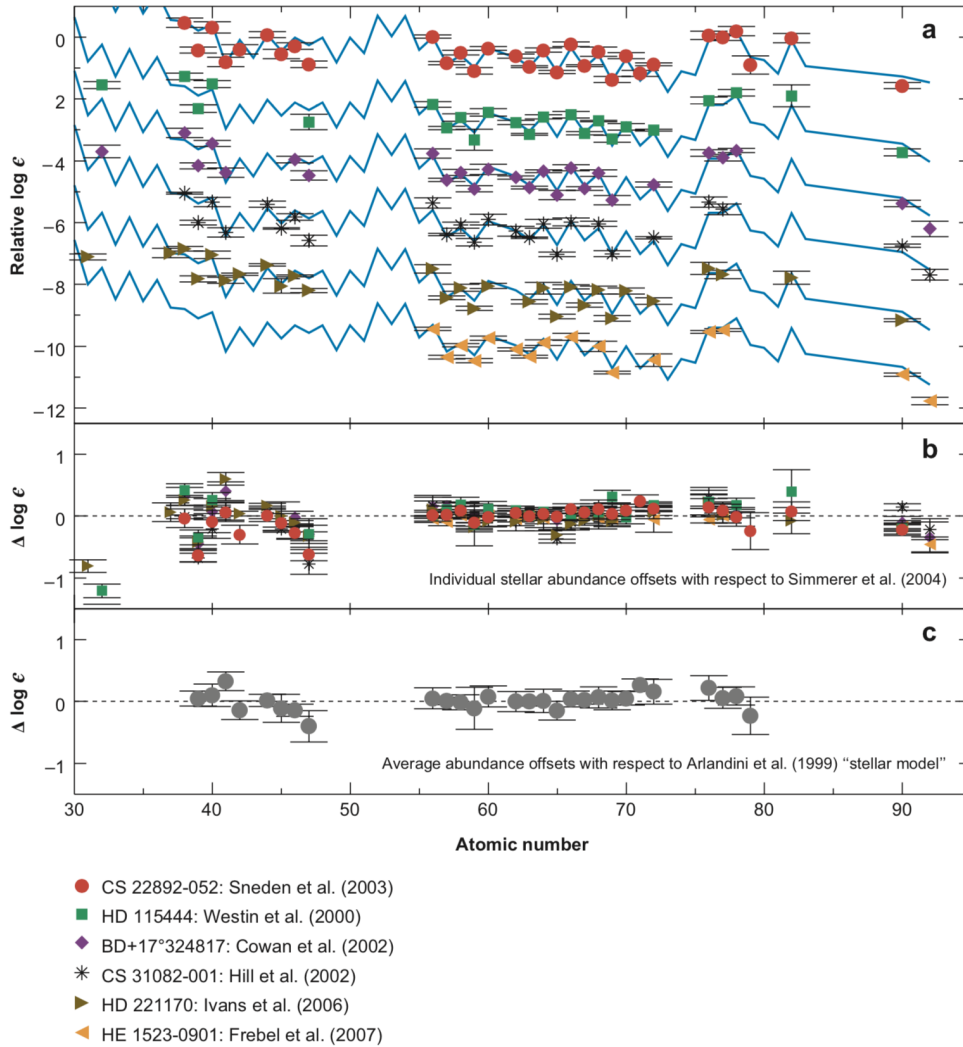 a
0
2
−4
−6
−8
−10
−12
Relative log ϵ
b
1
0
−1
Δ log ϵ
Individual stellar abundance offsets with respect to Simmerer et al. (2004)
c
1
0
−1
Δ log ϵ
Average abundance offsets with respect to Arlandini et al. (1999) “stellar model”
30 40 50 60 70 80 90
Atomic number
CS 22892-052: Sneden et al. (2003)
HD 115444: Westin et al. (2000)
BD+17°324817: Cowan et al. (2002)
CS 31082-001: Hill et al. (2002)
HD 221170: Ivans et al. (2006)
HE 1523-0901: Frebel et al. (2007)